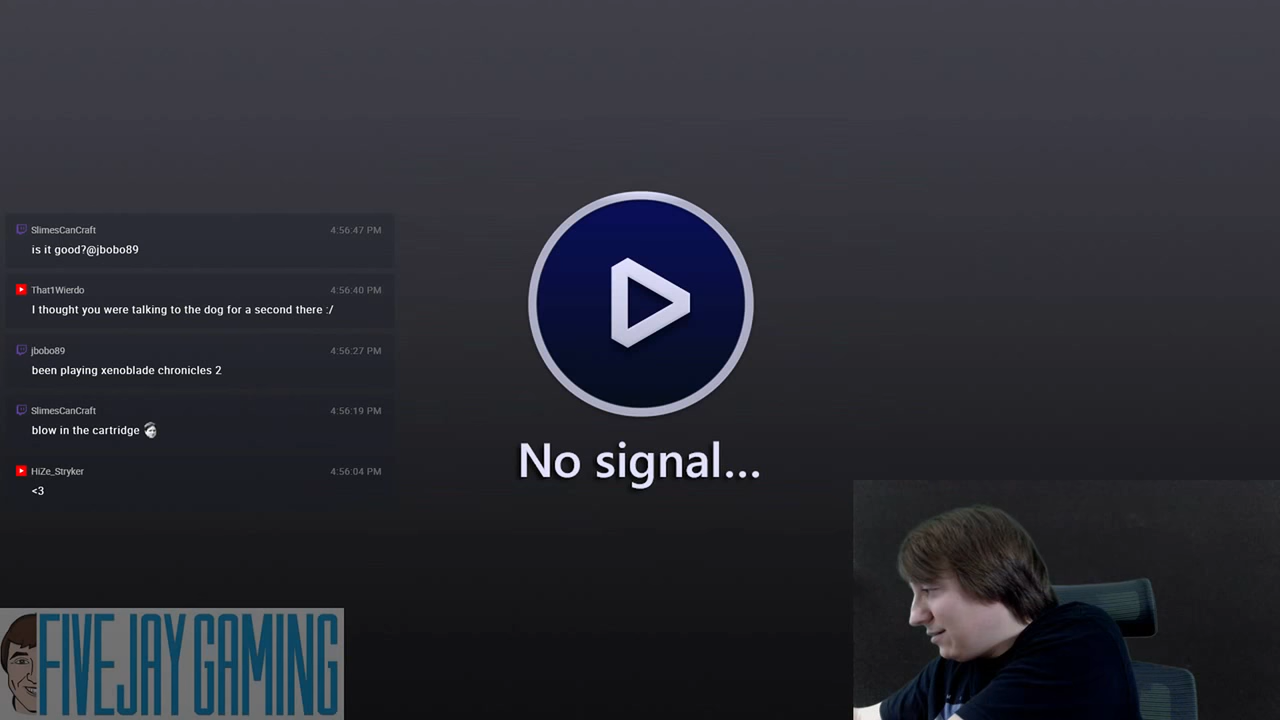 SlimesCanCraft 4:56:47 PM
is it good?@jbobo89
That1Wierdo 4:56:40 PM
I thought you were talking to the dog for a second there :/
jbobo89 4:56:27 PM
been playing xenoblade chronicles 2
SlimesCanCraft 4:56:19 PM
blow in the cartridge
HiZe_Stryker 4:56:04 PM
<3
No signal...
FIVEJAYGAMING